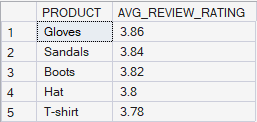 PRODUCT AVG_REVIEW_RATING
1 Gloves 3.86
2 Sandals 3.84
3 Boots 3.82
4 Hat 3.8
5 T-shirt 3.78